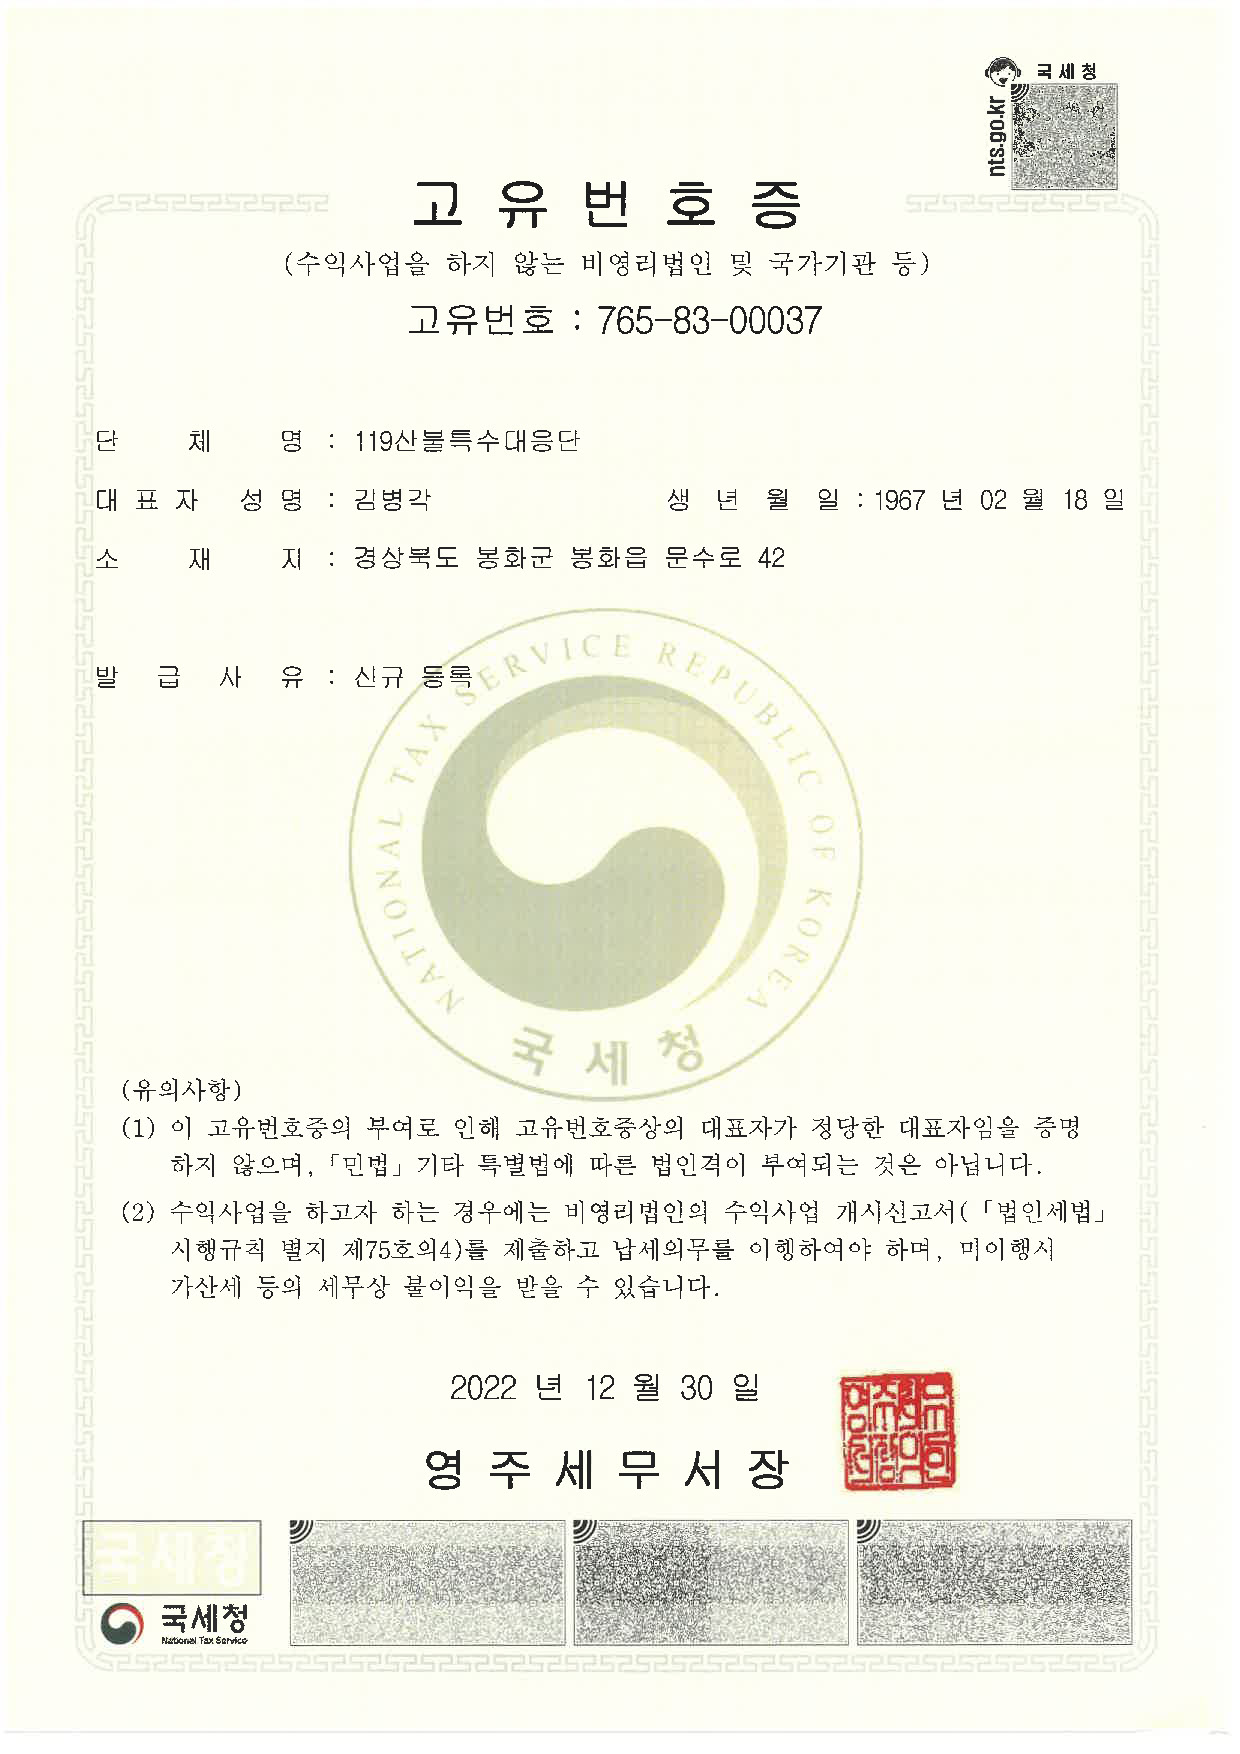 국세청
nts.go.kr
고 유 번 호 증
(수익사업을 하지 않는 비영리법인 및 국가기관 등)
고유번호 : 765-83-00037
단 체 명 : 119산불특수대응단
대 표 자 성 명 : 김병각 생 년 월 일 : 1967 년 02 월 18 일
소 재 지 : 경상북도 봉화군 봉화읍 문수로 42
발 급 사 유 : 신규 등록
NATIONAL TAX SERVICE REPUBLIC OF KOREA
국세청
(유의사항)
(1) 이 고유번호증의 부여로 인해 고유번호증상의 대표자가 정당한 대표자임을 증명
하지 않으며, 「민법」 기타 특별법에 따른 법인격이 부여되는 것은 아닙니다.
(2) 수익사업을 하고자 하는 경우에는 비영리법인의 수익사업 개시신고서( 「법인세법」
시행규칙 별지 제75호의4)를 제출하고 납세의무를 이행하여야 하며, 미이행시
가산세 등의 세무상 불이익을 받을 수 있습니다.
2022 년 12 월 30 일
영 주 세 무 서 장
국세청
국세청
National Tax Service